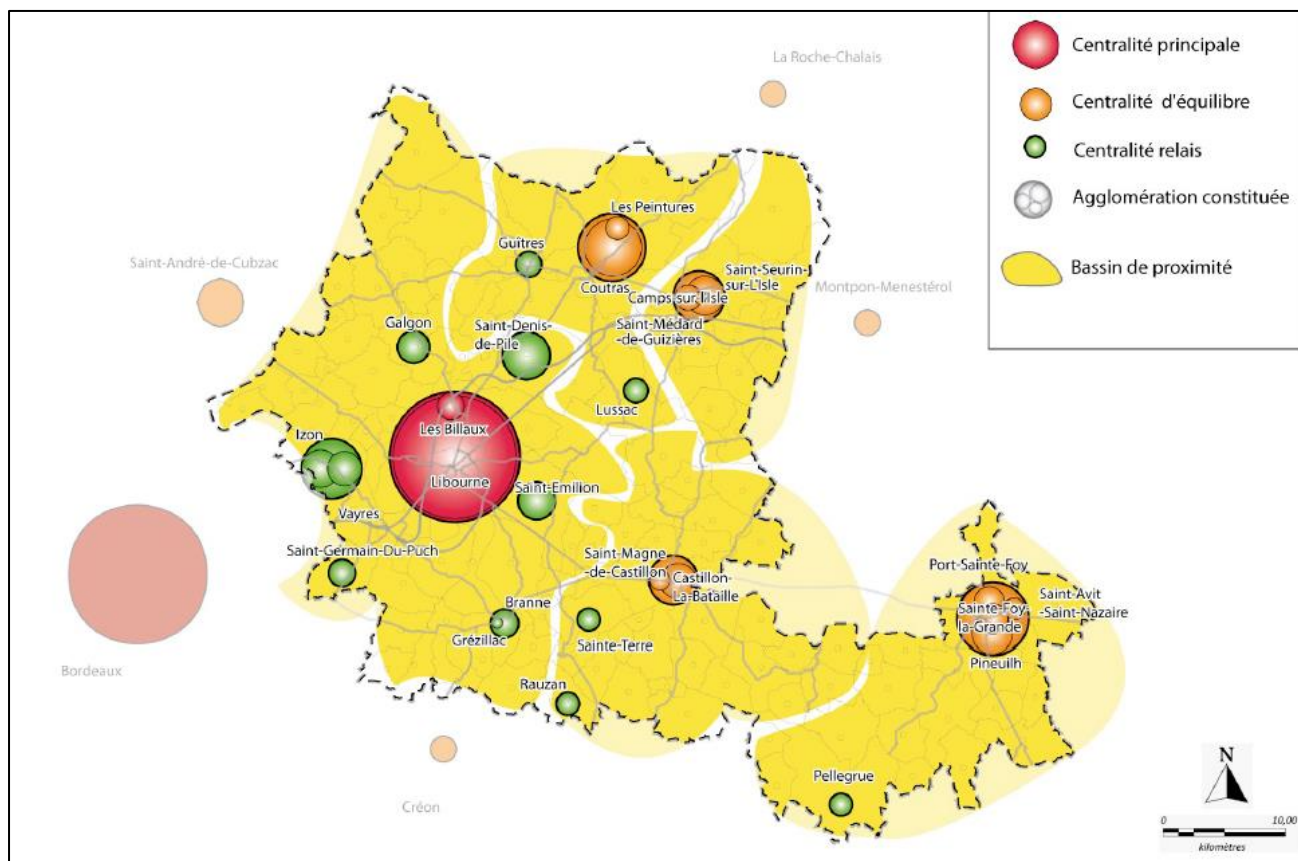 Centralité principale
Centralité d'équilibre
Centralité relais
Agglomération constituée
Bassin de proximité
La Roche-Chalais
Les Peintures
Guîtres
Saint-André-de-Cubzac
Coutras
Camps sur l'Isle
Saint-Seurin-
sur-L'Isle
Montpon-Menestérol
Saint-Médard
-de-Guizières
Galgon
Saint-Denis-
de-Pile
Lussac
Les Billaux
Izon
Libourne
Saint-Emilion
Vayres
Saint-Germain-Du-Puch
Saint-Magne
-de-Castillon
Castillon-
La-Bataille
Port-Sainte-Foy
Saint-Avit
-Saint-Nazaire
Sainte-Foy-
la-Grande
Pineuilh
Branne
Grézillac
Sainte-Terre
Bordeaux
Rauzan
Pellegrue
Créon
N
0 10,00
kilomètres